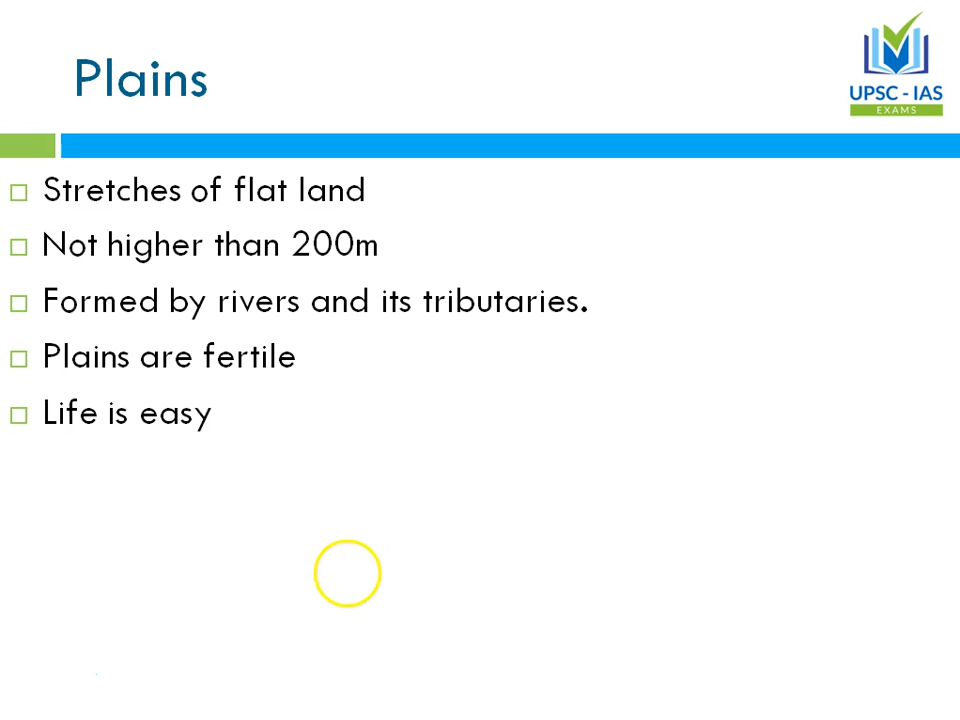 Plains
UPSC - IAS
EXAMS
Stretches of flat land
Not higher than 200m
Formed by rivers and its tributaries.
Plains are fertile
Life is easy